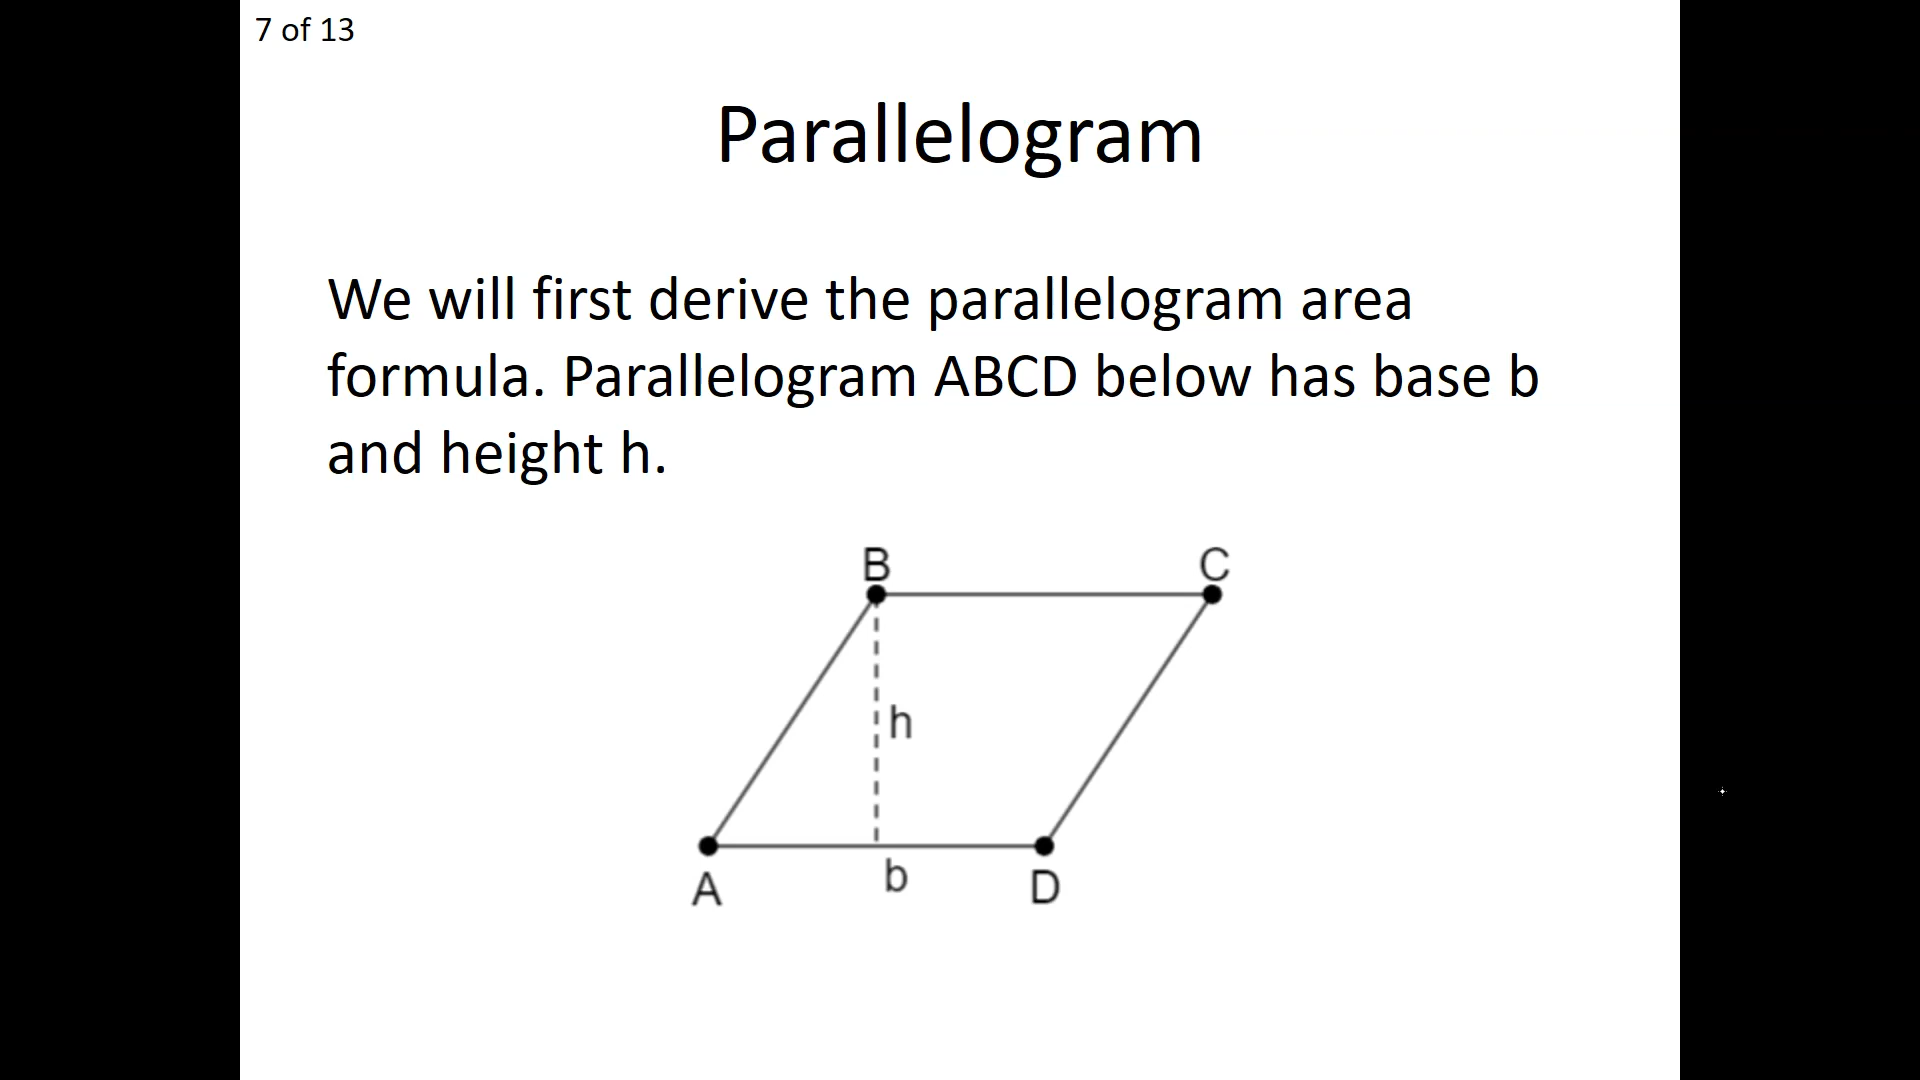 7 of 13
Parallelogram
We will first derive the parallelogram area
formula. Parallelogram ABCD below has base b
and height h.
B
C
h
b
A
D